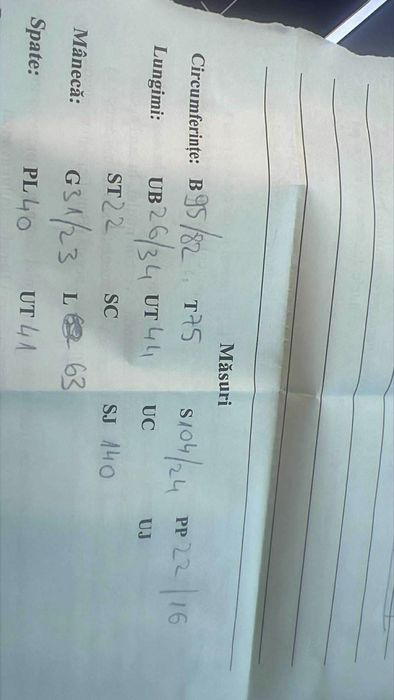 Măsuri
Circumferințe: B 95/82 T 75 S 104/24 PP 22/16
Lungimi: UB 26/34 UT 44 UC UJ
ST 22 SC SJ 140
Mânecă: G 31/23 L 63
Spate: PL 40 UT 41